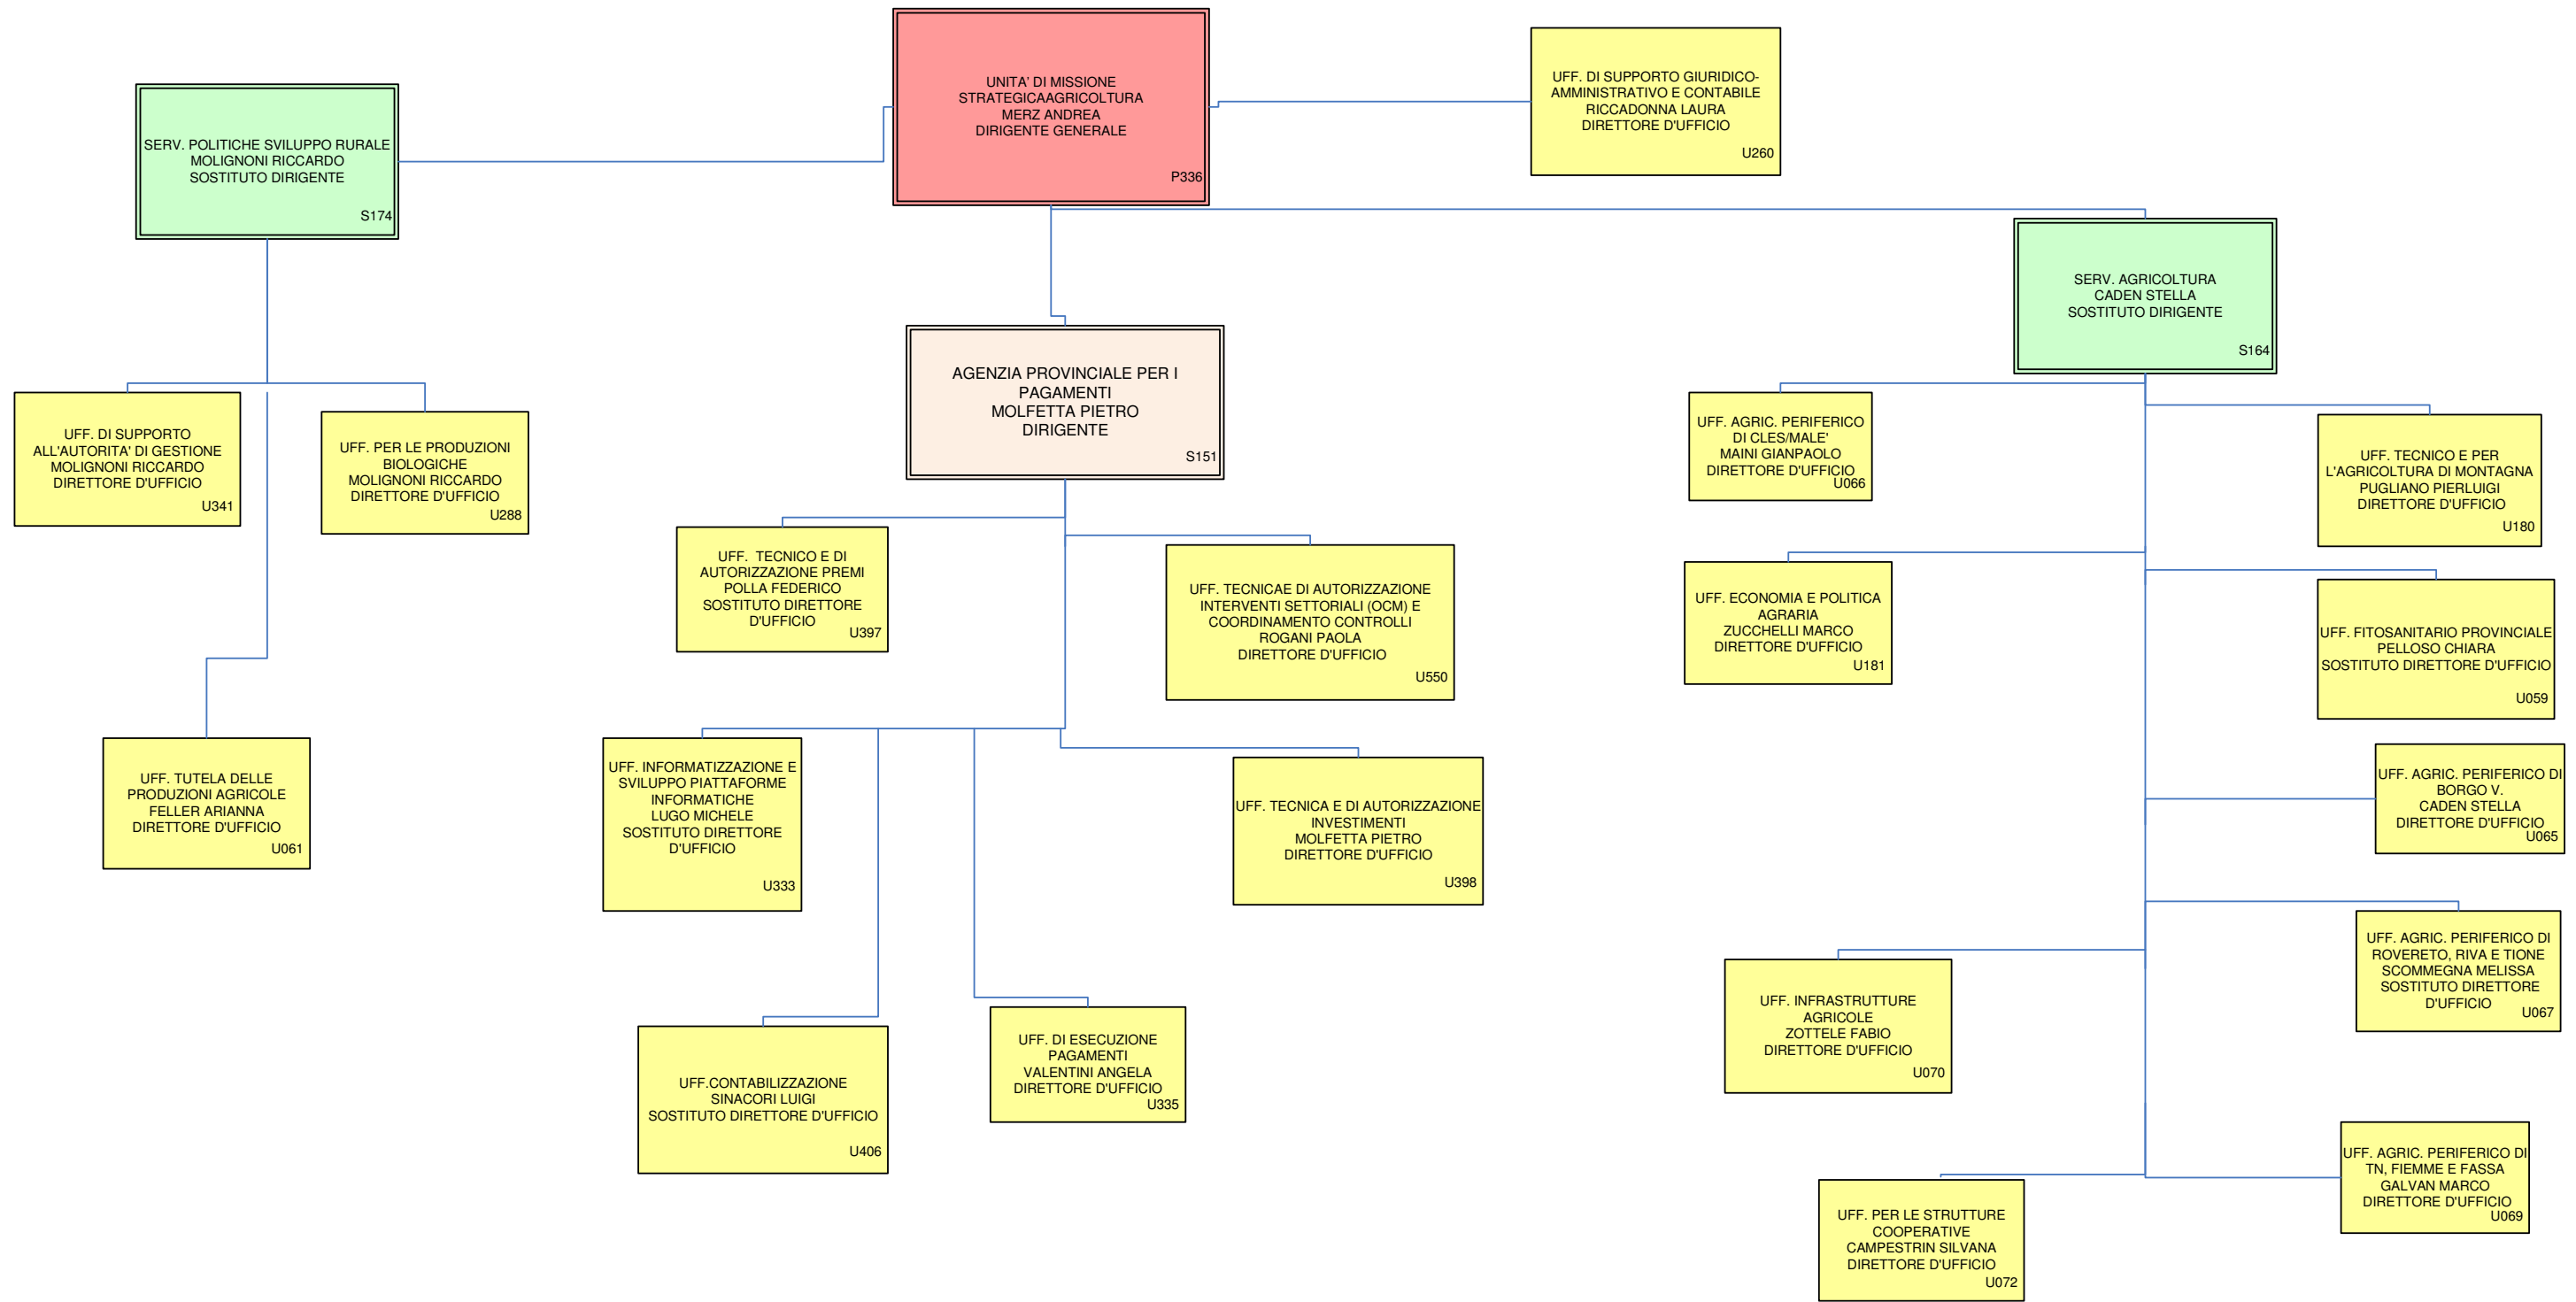 UNITA' DI MISSIONE
STRATEGICAAGRICOLTURA
MERZ ANDREA
DIRIGENTE GENERALE
P336
UFF. DI SUPPORTO GIURIDICO-
AMMINISTRATIVO E CONTABILE
RICCADONNA LAURA
DIRETTORE D'UFFICIO
U260
SERV. POLITICHE SVILUPPO RURALE
MOLIGNONI RICCARDO
SOSTITUTO DIRIGENTE
S174
SERV. AGRICOLTURA
CADEN STELLA
SOSTITUTO DIRIGENTE
S164
AGENZIA PROVINCIALE PER I
PAGAMENTI
MOLFETTA PIETRO
DIRIGENTE
S151
UFF. DI SUPPORTO
ALL'AUTORITA' DI GESTIONE
MOLIGNONI RICCARDO
DIRETTORE D'UFFICIO
U341
UFF. PER LE PRODUZIONI
BIOLOGICHE
MOLIGNONI RICCARDO
DIRETTORE D'UFFICIO
U288
UFF. TUTELA DELLE
PRODUZIONI AGRICOLE
FELLER ARIANNA
DIRETTORE D'UFFICIO
U061
UFF.  TECNICO E DI
AUTORIZZAZIONE PREMI
POLLA FEDERICO
SOSTITUTO DIRETTORE
D'UFFICIO
U397
UFF. TECNICAE DI AUTORIZZAZIONE
INTERVENTI SETTORIALI (OCM) E
COORDINAMENTO CONTROLLI
ROGANI PAOLA
DIRETTORE D'UFFICIO
U550
UFF. INFORMATIZZAZIONE E
SVILUPPO PIATTAFORME
INFORMATICHE
LUGO MICHELE
SOSTITUTO DIRETTORE
D'UFFICIO
U333
UFF. TECNICA E DI AUTORIZZAZIONE
INVESTIMENTI
MOLFETTA PIETRO
DIRETTORE D'UFFICIO
U398
UFF.CONTABILIZZAZIONE
SINACORI LUIGI
SOSTITUTO DIRETTORE D'UFFICIO
U406
UFF. DI ESECUZIONE
PAGAMENTI
VALENTINI ANGELA
DIRETTORE D'UFFICIO
U335
UFF. AGRIC. PERIFERICO
DI CLES/MALE'
MAINI GIANPAOLO
DIRETTORE D'UFFICIO
U066
UFF. TECNICO E PER
L'AGRICOLTURA DI MONTAGNA
PUGLIANO PIERLUIGI
DIRETTORE D'UFFICIO
U180
UFF. ECONOMIA E POLITICA
AGRARIA
ZUCCHELLI MARCO
DIRETTORE D'UFFICIO
U181
UFF. FITOSANITARIO PROVINCIALE
PELLOSO CHIARA
SOSTITUTO DIRETTORE D'UFFICIO
U059
UFF. AGRIC. PERIFERICO DI
BORGO V.
CADEN STELLA
DIRETTORE D'UFFICIO
U065
UFF. AGRIC. PERIFERICO DI
ROVERETO, RIVA E TIONE
SCOMMEGNA MELISSA
SOSTITUTO DIRETTORE
D'UFFICIO
U067
UFF. INFRASTRUTTURE
AGRICOLE
ZOTTELE FABIO
DIRETTORE D'UFFICIO
U070
UFF. AGRIC. PERIFERICO DI
TN, FIEMME E FASSA
GALVAN MARCO
DIRETTORE D'UFFICIO
U069
UFF. PER LE STRUTTURE
COOPERATIVE
CAMPESTRIN SILVANA
DIRETTORE D'UFFICIO
U072